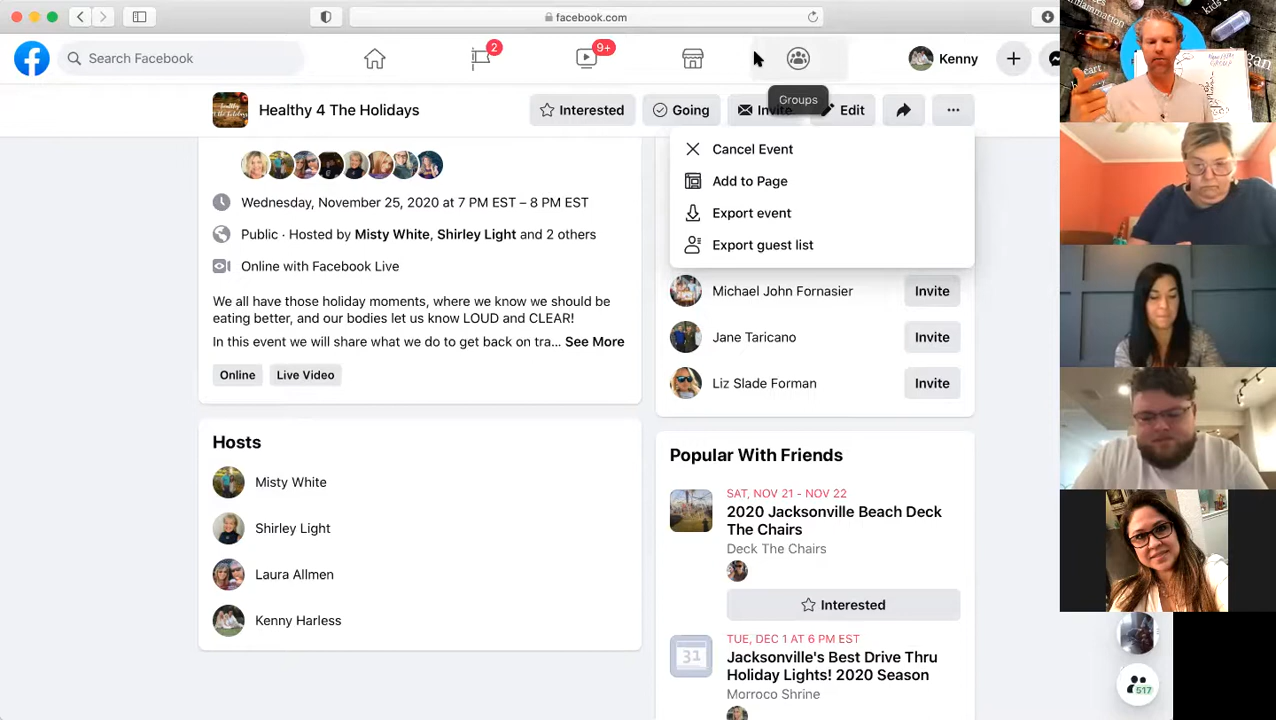 facebook.com
Search Facebook
2
9+
Kenny
Groups
Healthy 4 The Holidays
Interested
Going
Invite
Edit
Cancel Event
Add to Page
Export event
Export guest list
Wednesday, November 25, 2020 at 7 PM EST – 8 PM EST
Public · Hosted by Misty White, Shirley Light and 2 others
Online with Facebook Live
We all have those holiday moments, where we know we should be
eating better, and our bodies let us know LOUD and CLEAR!
In this event we will share what we do to get back on tra... See More
Online
Live Video
Hosts
Misty White
Shirley Light
Laura Allmen
Kenny Harless
Michael John Fornasier
Invite
Jane Taricano
Invite
Liz Slade Forman
Invite
Popular With Friends
SAT, NOV 21 - NOV 22
2020 Jacksonville Beach Deck
The Chairs
Deck The Chairs
Interested
31
TUE, DEC 1 AT 6 PM EST
Jacksonville's Best Drive Thru
Holiday Lights! 2020 Season
Morroco Shrine
inflammation
kids
heart
517